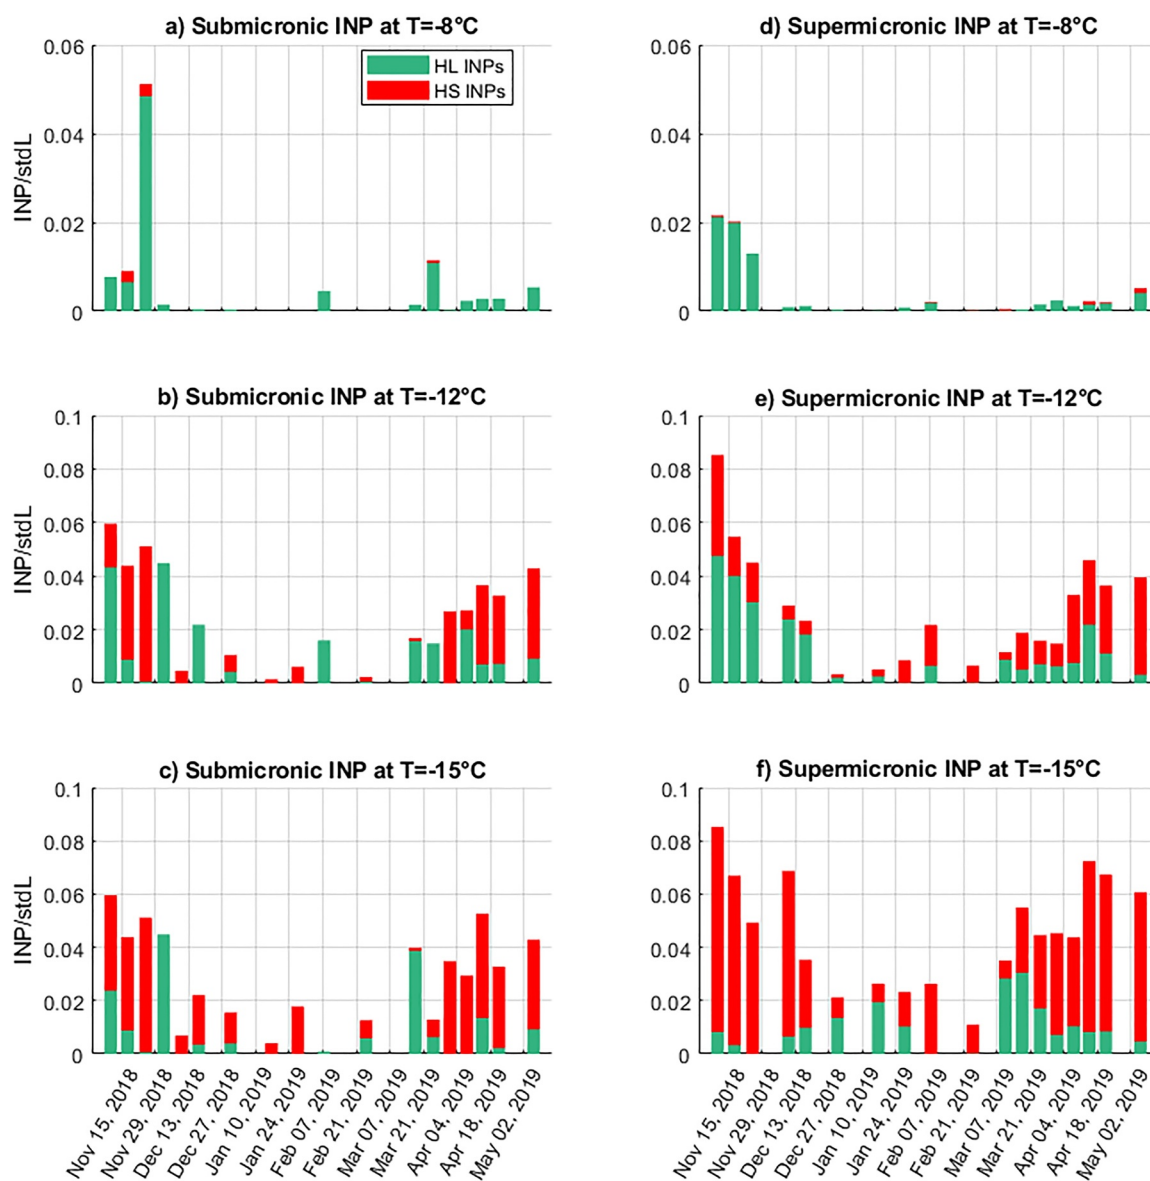 a) Submicronic INP at T=-8°C
0.06
0.04
0.02
0
INP/stdL
HL INPs
HS INPs
d) Supermicronic INP at T=-8°C
0.06
0.04
0.02
0
b) Submicronic INP at T=-12°C
0.1
0.08
0.06
0.04
0.02
0
INP/stdL
e) Supermicronic INP at T=-12°C
0.1
0.08
0.06
0.04
0.02
0
c) Submicronic INP at T=-15°C
0.1
0.08
0.06
0.04
0.02
0
INP/stdL
Nov 15, 2018
Nov 29, 2018
Dec 13, 2018
Dec 27, 2018
Jan 10, 2019
Jan 24, 2019
Feb 07, 2019
Feb 21, 2019
Mar 07, 2019
Mar 21, 2019
Apr 04, 2019
Apr 18, 2019
May 02, 2019
f) Supermicronic INP at T=-15°C
0.1
0.08
0.06
0.04
0.02
0
Nov 15, 2018
Nov 29, 2018
Dec 13, 2018
Dec 27, 2018
Jan 10, 2019
Jan 24, 2019
Feb 07, 2019
Feb 21, 2019
Mar 07, 2019
Mar 21, 2019
Apr 04, 2019
Apr 18, 2019
May 02, 2019